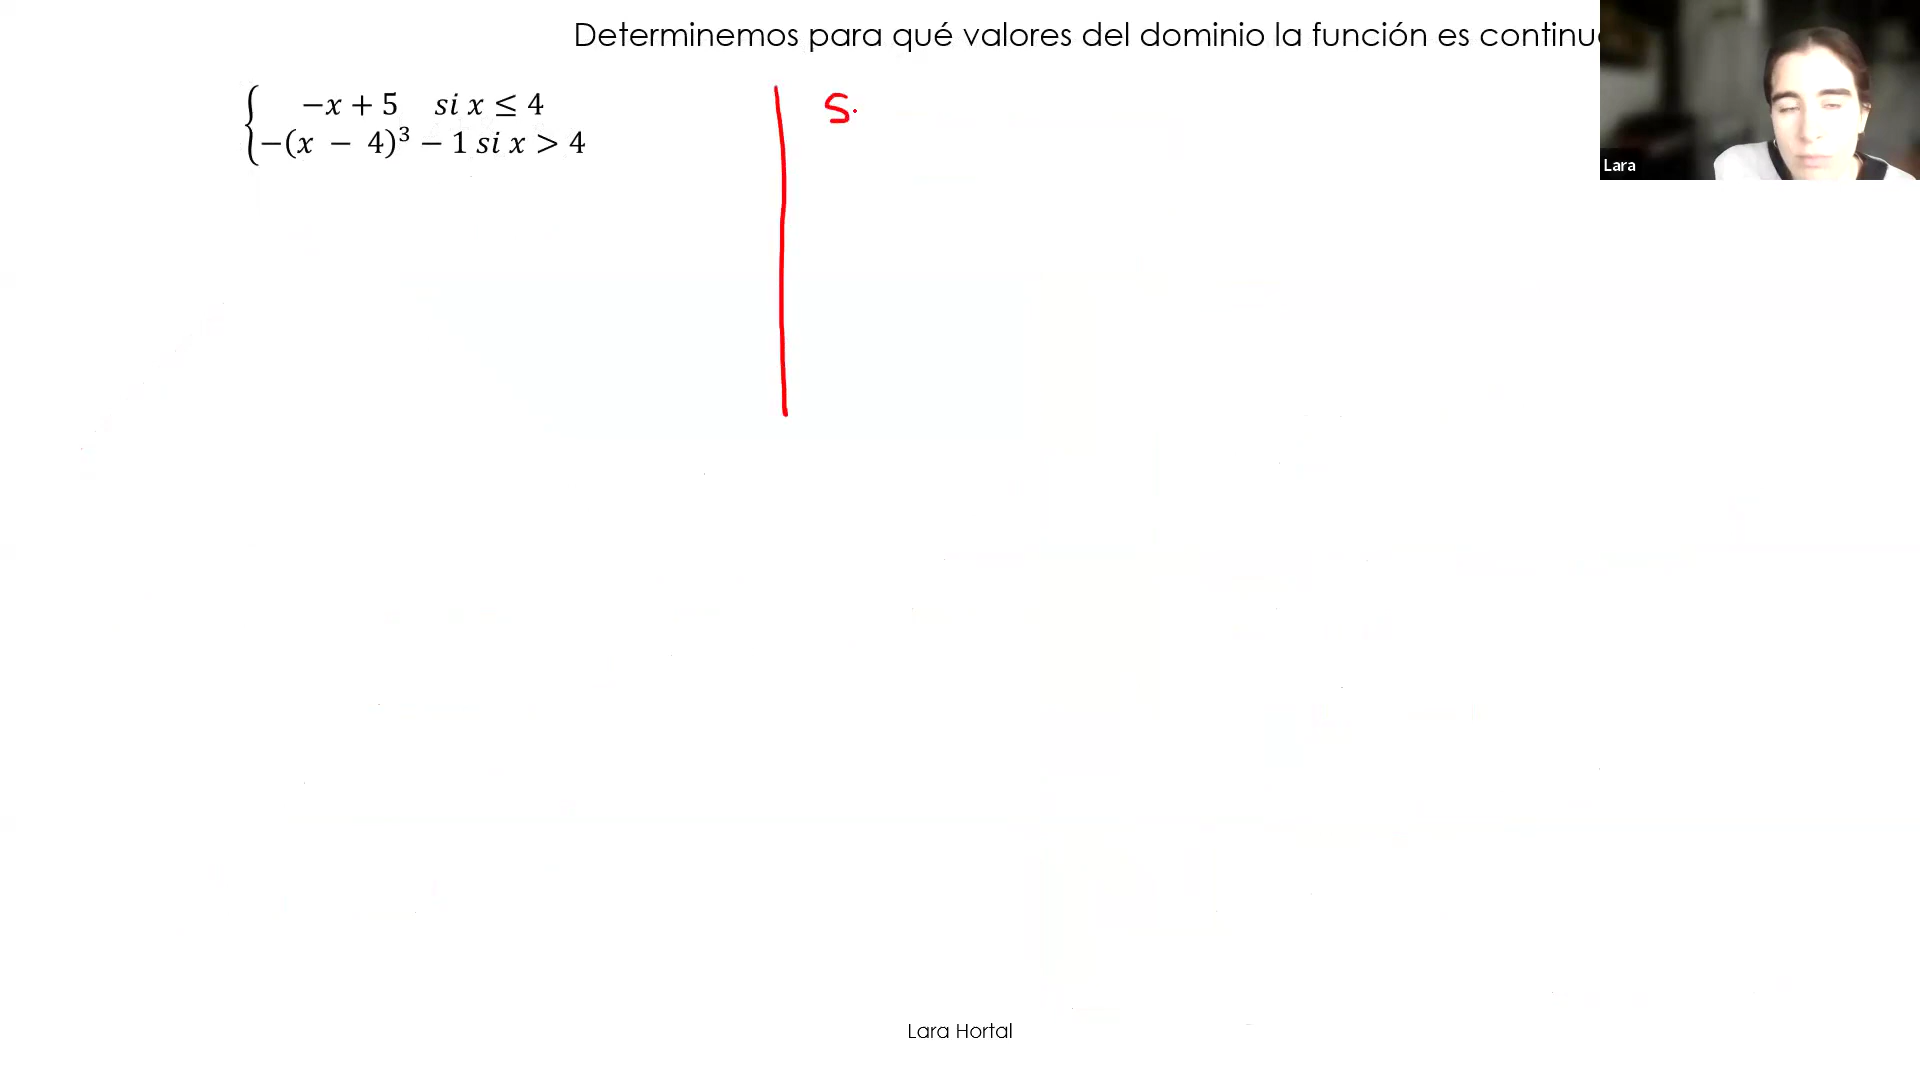 Determinemos para qué valores del dominio la función es continu
−x + 5 si x ≤ 4
−(x − 4)³ − 1 si x > 4
S
Lara
Lara Hortal